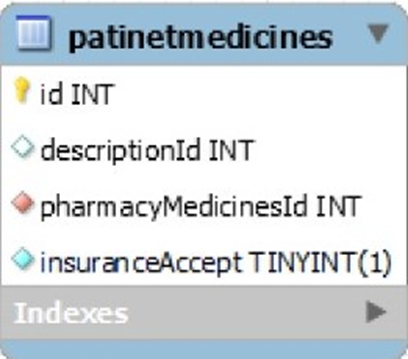 patinetmedicines
id INT
descriptionId INT
pharmacyMedicinesId INT
insuranceAccept TINYINT(1)
Indexes